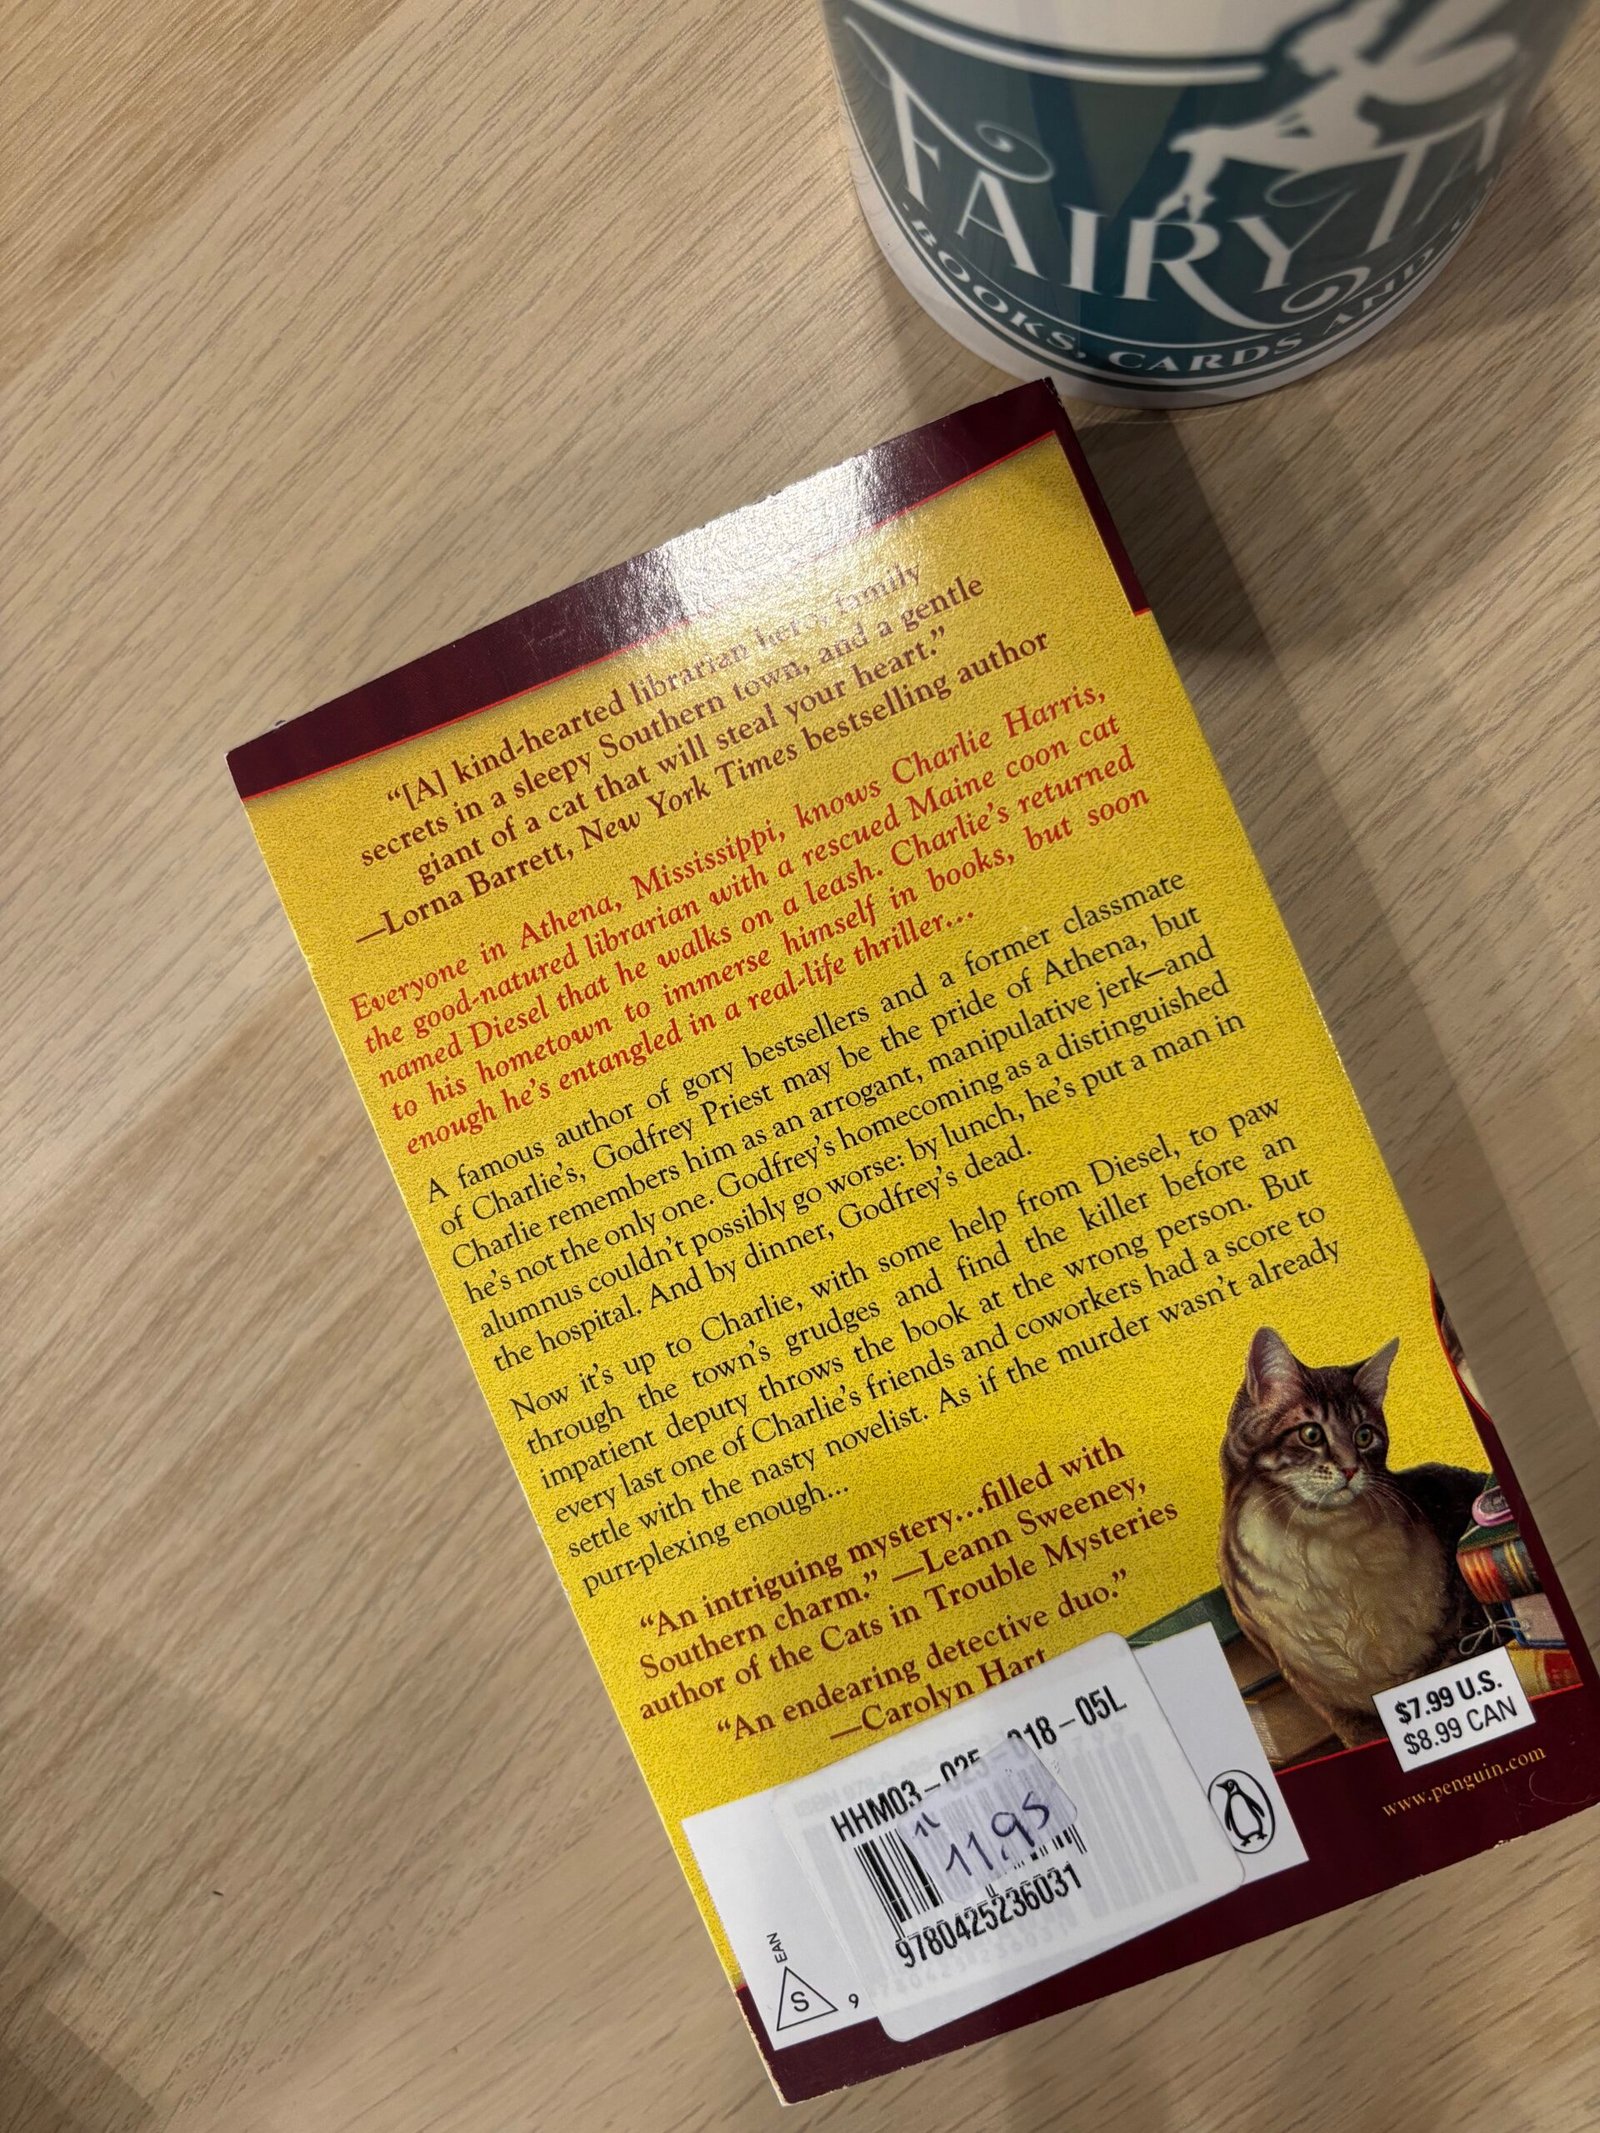 FAIRYTA
BOOKS, CARDS AND
“[A] kind-hearted librarian hero, family
secrets in a sleepy Southern town, and a gentle
giant of a cat that will steal your heart.”
—Lorna Barrett, New York Times bestselling author
Everyone in Athena, Mississippi, knows Charlie Harris,
the good-natured librarian with a rescued Maine coon cat
named Diesel that he walks on a leash. Charlie’s returned
to his hometown to immerse himself in books, but soon
enough he’s entangled in a real-life thriller...
A famous author of gory bestsellers and a former classmate
of Charlie’s, Godfrey Priest may be the pride of Athena, but
Charlie remembers him as an arrogant, manipulative jerk—and
he’s not the only one. Godfrey’s homecoming as a distinguished
alumnus couldn’t possibly go worse: by lunch, he’s put a man in
the hospital. And by dinner, Godfrey’s dead.
Now it’s up to Charlie, with some help from Diesel, to paw
through the town’s grudges and find the killer before an
impatient deputy throws the book at the wrong person. But
every last one of Charlie’s friends and coworkers had a score to
settle with the nasty novelist. As if the murder wasn’t already
purr-plexing enough...
“An intriguing mystery...filled with
Southern charm.” —Leann Sweeney,
author of the Cats in Trouble Mysteries
“An endearing detective duo.”
—Carolyn Hart
$7.99 U.S.
$8.99 CAN
www.penguin.com
HHM03-025-018-05L
11,95
9780425236031
EAN
S
9